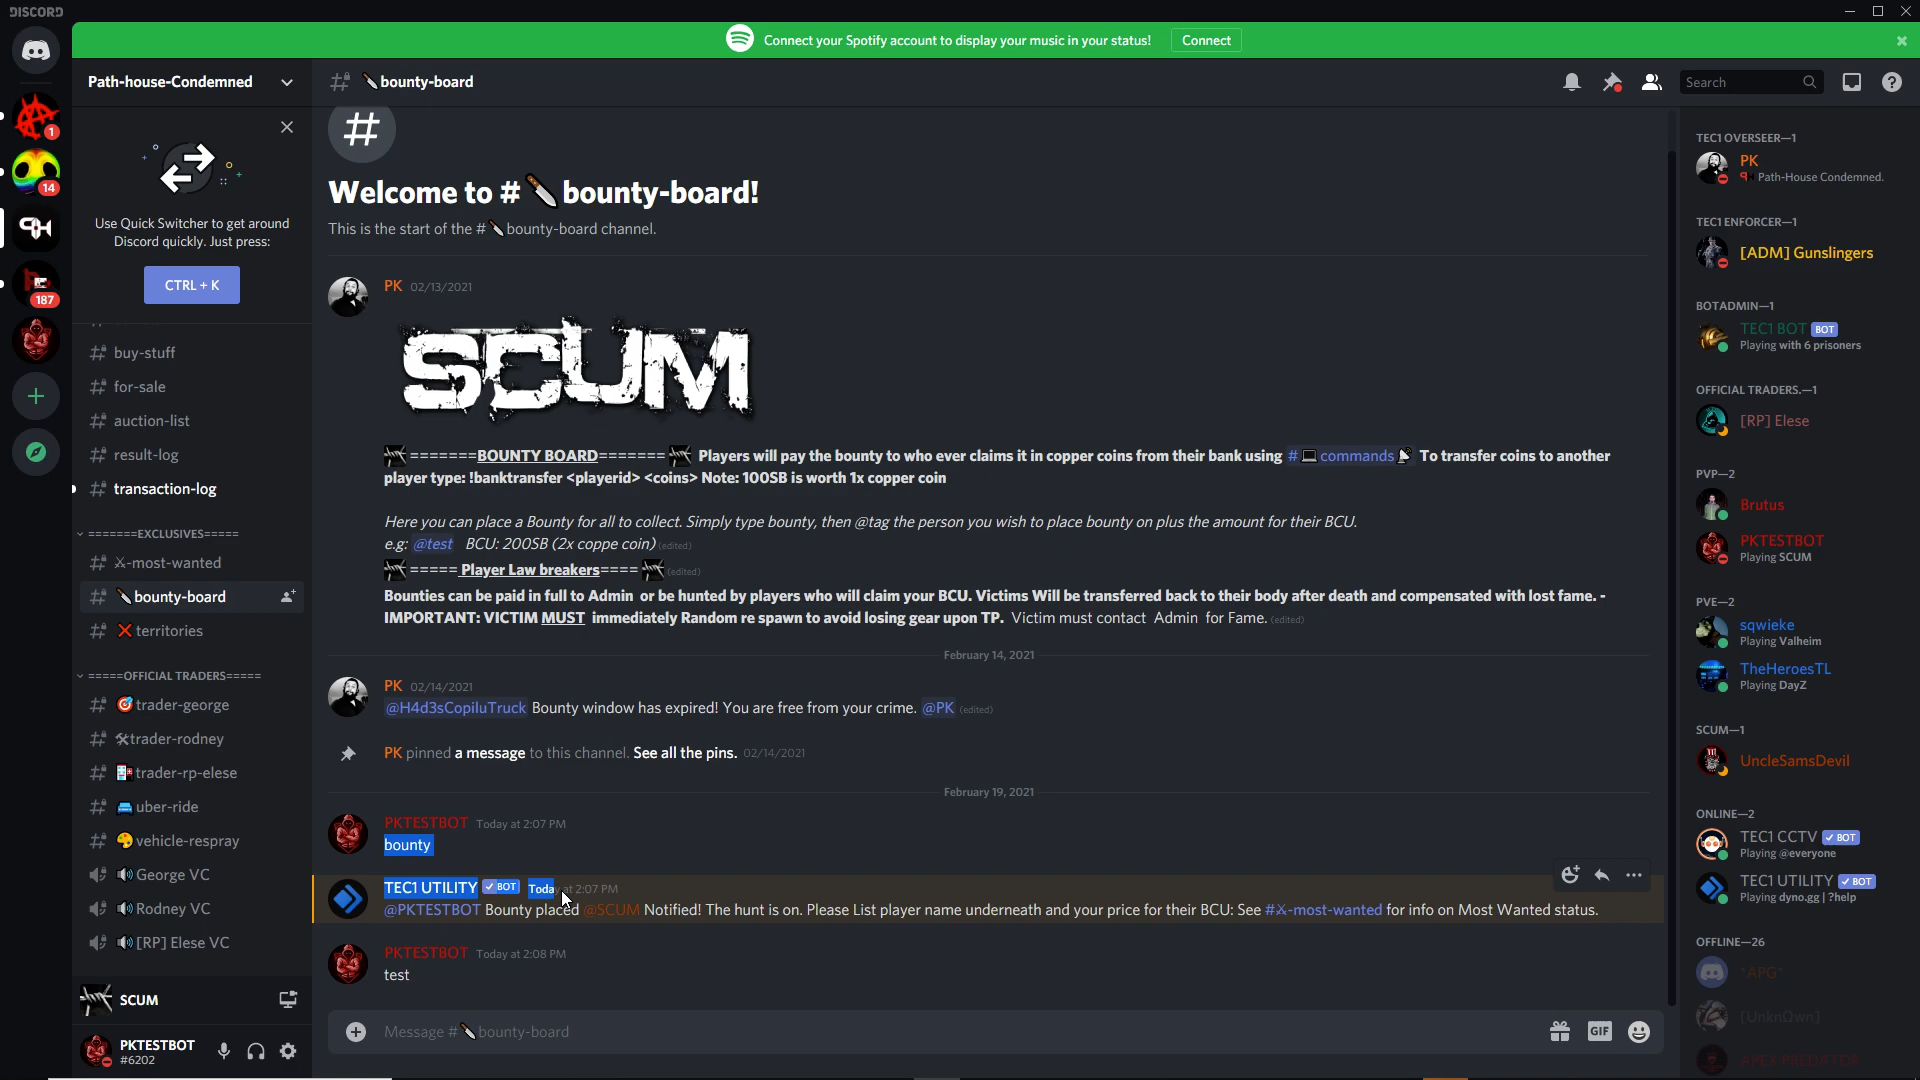 DISCORD
Connect your Spotify account to display your music in your status!
Connect
Path-house-Condemned
Use Quick Switcher to get around
Discord quickly. Just press:
CTRL + K
1
14
187
buy-stuff
for-sale
auction-list
result-log
transaction-log
=======EXCLUSIVES=====
⚔-most-wanted
🔪bounty-board
❌territories
=====OFFICIAL TRADERS=====
🎯trader-george
🛠trader-rodney
trader-rp-elese
uber-ride
🎨vehicle-respray
🔊George VC
🔊Rodney VC
🔊[RP] Elese VC
SCUM
PKTESTBOT
#6202
# 🔪bounty-board
Search
#
Welcome to #🔪bounty-board!
This is the start of the #🔪bounty-board channel.
PK 02/13/2021
SCUM
=======BOUNTY BOARD======= Players will pay the bounty to who ever claims it in copper coins from their bank using #💻commands📡 To transfer coins to another
player type: !banktransfer <playerid> <coins> Note: 100SB is worth 1x copper coin
Here you can place a Bounty for all to collect. Simply type bounty, then @tag the person you wish to place bounty on plus the amount for their BCU.
e.g: @test BCU: 200SB (2x coppe coin) (edited)
===== Player Law breakers==== (edited)
Bounties can be paid in full to Admin or be hunted by players who will claim your BCU. Victims Will be transferred back to their body after death and compensated with lost fame. -
IMPORTANT: VICTIM MUST immediately Random re spawn to avoid losing gear upon TP. Victim must contact Admin for Fame. (edited)
February 14, 2021
PK 02/14/2021
@H4d3sCopiluTruck Bounty window has expired! You are free from your crime. @PK (edited)
PK pinned a message to this channel. See all the pins. 02/14/2021
February 19, 2021
PKTESTBOT Today at 2:07 PM
bounty
TEC1 UTILITY ✓ BOT Today at 2:07 PM
@PKTESTBOT Bounty placed @SCUM Notified! The hunt is on. Please List player name underneath and your price for their BCU: See #⚔-most-wanted for info on Most Wanted status.
PKTESTBOT Today at 2:08 PM
test
Message #🔪bounty-board
GIF
TEC1 OVERSEER—1
PK
Path-House Condemned.
TEC1 ENFORCER—1
[ADM] Gunslingers
BOTADMIN—1
TEC1 BOT BOT
Playing with 6 prisoners
OFFICIAL TRADERS.—1
[RP] Elese
PVP—2
Brutus
PKTESTBOT
Playing SCUM
PVE—2
sqwieke
Playing Valheim
TheHeroesTL
Playing DayZ
SCUM—1
UncleSamsDevil
ONLINE—2
TEC1 CCTV ✓ BOT
Playing @everyone
TEC1 UTILITY ✓ BOT
Playing dyno.gg | ?help
OFFLINE—26
*APG*
[UnknOwn]
APEX PREDATOR